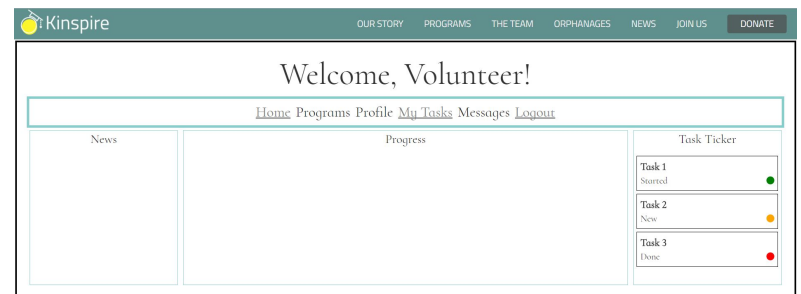 Kinspire OUR STORY PROGRAMS THE TEAM ORPHANAGES NEWS JOIN US DONATE
Welcome, Volunteer!
Home Programs Profile My Tasks Messages Logout
News
Progress
Task Ticker
Task 1
Started
Task 2
New
Task 3
Done